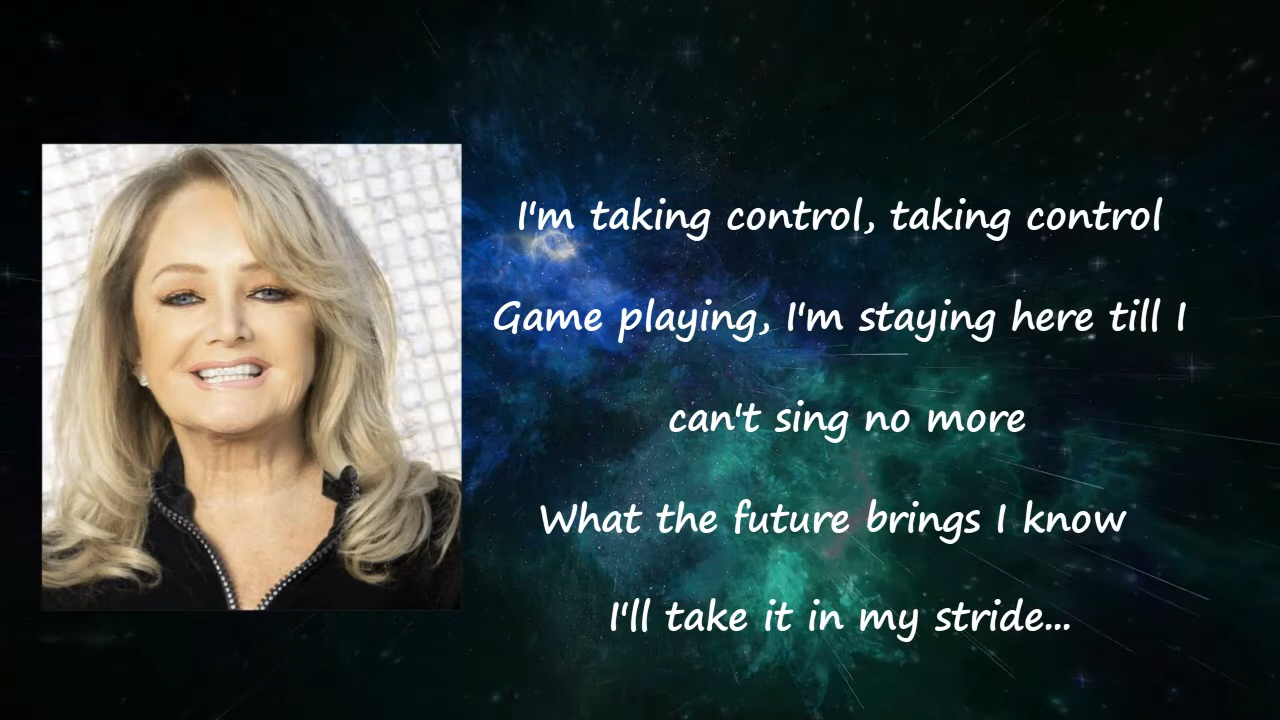 I'm taking control, taking control
Game playing, I'm staying here till I
can't sing no more
What the future brings I know
I'll take it in my stride...